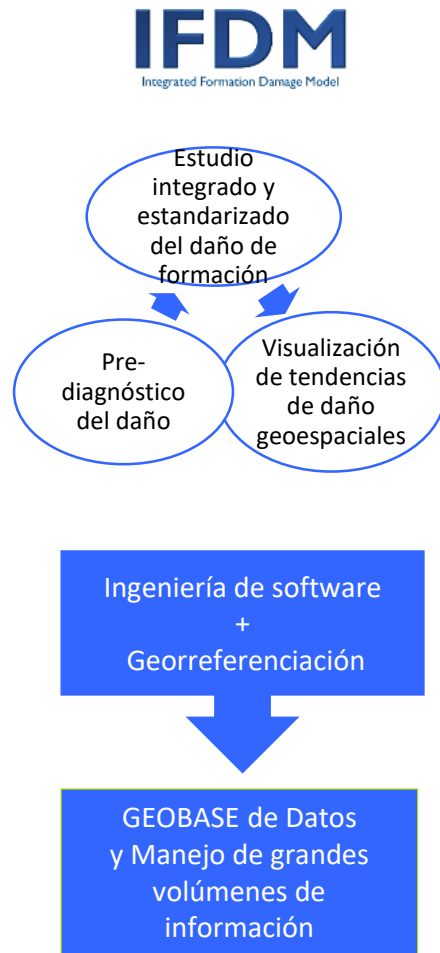 IFDM
Integrated Formation Damage Model
Estudio
integrado y
estandarizado
del daño de
formación
Pre-
diagnóstico
del daño
Visualización
de tendencias
de daño
geoespaciales
Ingeniería de software
+
Georreferenciación
GEOBASE de Datos
y Manejo de grandes
volúmenes de
información